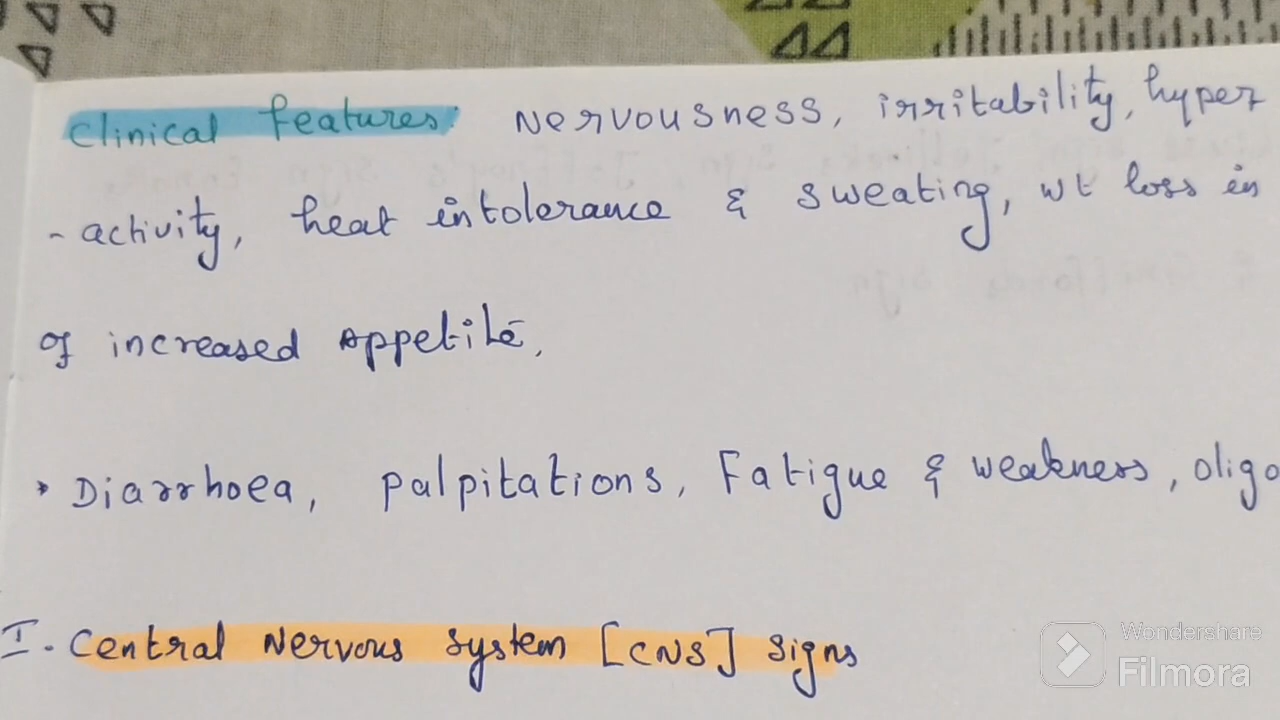 Clinical features: Nervousness, irritability, hyper
- activity, heat intolerance & sweating, wt loss in
of increased Appetite,
• Diarrhoea, palpitations, Fatigue & weakness, oligo
I. Central Nervous System [CNS] signs
Wondershare
Filmora